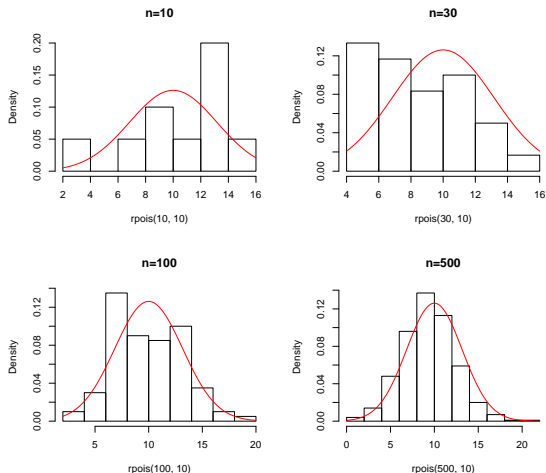 n=10
Density
0.00 0.05 0.10 0.15 0.20
2 4 6 8 10 12 14 16
rpois(10, 10)
n=30
Density
0.00 0.04 0.08 0.12
4 6 8 10 12 14 16
rpois(30, 10)
n=100
Density
0.00 0.04 0.08 0.12
5 10 15 20
rpois(100, 10)
n=500
Density
0.00 0.04 0.08 0.12
0 5 10 15 20
rpois(500, 10)